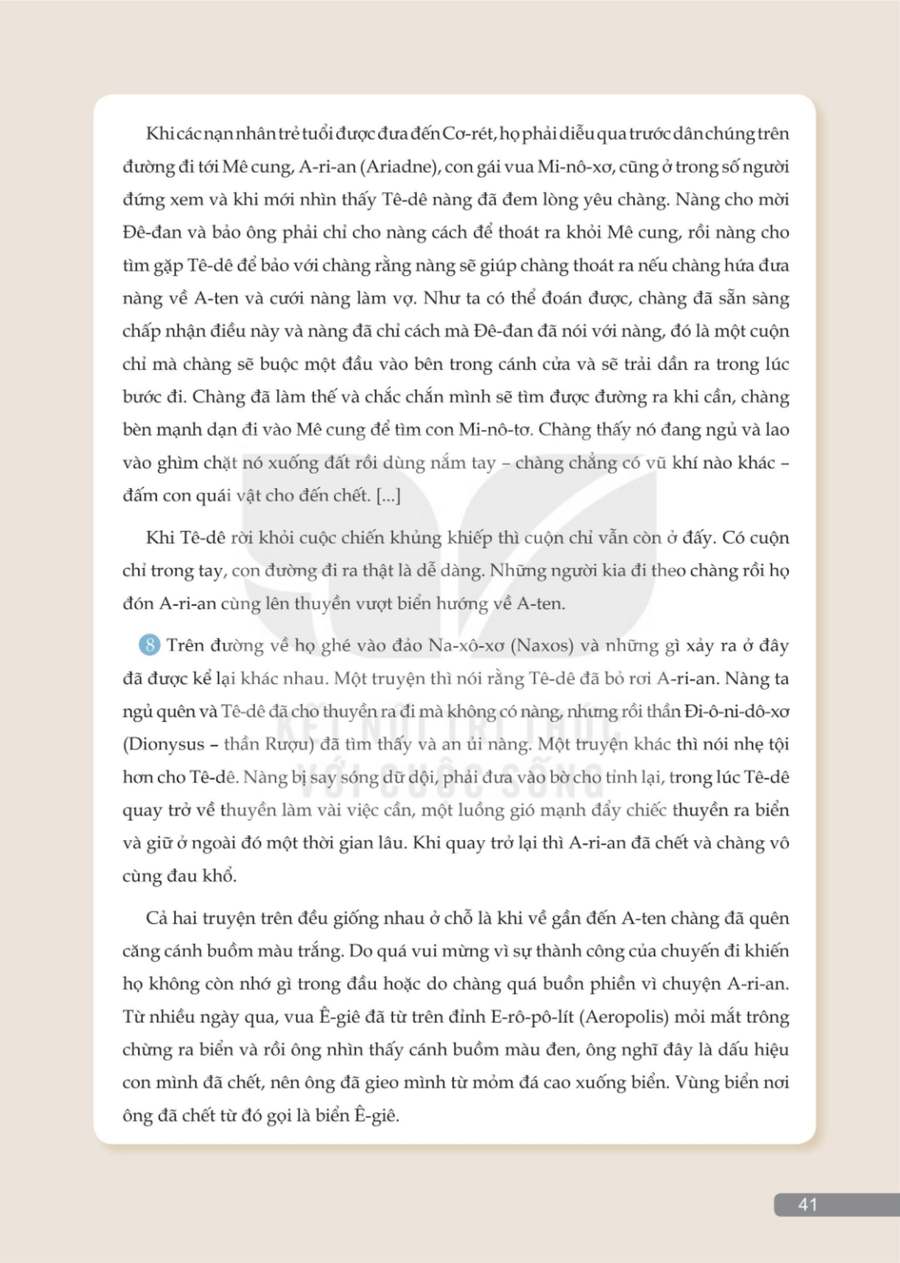 Khi các nạn nhân trẻ tuổi được đưa đến Cơ-rét, họ phải diễu qua trước dân chúng trên
đường đi tới Mê cung, A-ri-an (Ariadne), con gái vua Mi-nô-xơ, cũng ở trong số người
đứng xem và khi mới nhìn thấy Tê-dê nàng đã đem lòng yêu chàng. Nàng cho mời
Đê-đan và bảo ông phải chỉ cho nàng cách để thoát ra khỏi Mê cung, rồi nàng cho
tìm gặp Tê-dê để bảo với chàng rằng nàng sẽ giúp chàng thoát ra nếu chàng hứa đưa
nàng về A-ten và cưới nàng làm vợ. Như ta có thể đoán được, chàng đã sẵn sàng
chấp nhận điều này và nàng đã chỉ cách mà Đê-đan đã nói với nàng, đó là một cuộn
chỉ mà chàng sẽ buộc một đầu vào bên trong cánh cửa và sẽ trải dần ra trong lúc
bước đi. Chàng đã làm thế và chắc chắn mình sẽ tìm được đường ra khi cần, chàng
bèn mạnh dạn đi vào Mê cung để tìm con Mi-nô-tơ. Chàng thấy nó đang ngủ và lao
vào ghìm chặt nó xuống đất rồi dùng nắm tay – chàng chẳng có vũ khí nào khác –
đấm con quái vật cho đến chết. [...]
Khi Tê-dê rời khỏi cuộc chiến khủng khiếp thì cuộn chỉ vẫn còn ở đấy. Có cuộn
chỉ trong tay, con đường đi ra thật là dễ dàng. Những người kia đi theo chàng rồi họ
đón A-ri-an cùng lên thuyền vượt biển hướng về A-ten.
8 Trên đường về họ ghé vào đảo Na-xô-xơ (Naxos) và những gì xảy ra ở đây
đã được kể lại khác nhau. Một truyện thì nói rằng Tê-dê đã bỏ rơi A-ri-an. Nàng ta
ngủ quên và Tê-dê đã cho thuyền ra đi mà không có nàng, nhưng rồi thần Đi-ô-ni-dô-xơ
(Dionysus – thần Rượu) đã tìm thấy và an ủi nàng. Một truyện khác thì nói nhẹ tội
hơn cho Tê-dê. Nàng bị say sóng dữ dội, phải đưa vào bờ cho tỉnh lại, trong lúc Tê-dê
quay trở về thuyền làm vài việc cần, một luồng gió mạnh đẩy chiếc thuyền ra biển
và giữ ở ngoài đó một thời gian lâu. Khi quay trở lại thì A-ri-an đã chết và chàng vô
cùng đau khổ.
Cả hai truyện trên đều giống nhau ở chỗ là khi về gần đến A-ten chàng đã quên
căng cánh buồm màu trắng. Do quá vui mừng vì sự thành công của chuyến đi khiến
họ không còn nhớ gì trong đầu hoặc do chàng quá buồn phiền vì chuyện A-ri-an.
Từ nhiều ngày qua, vua Ê-giê đã từ trên đỉnh E-rô-pô-lít (Aeropolis) mỏi mắt trông
chừng ra biển và rồi ông nhìn thấy cánh buồm màu đen, ông nghĩ đây là dấu hiệu
con mình đã chết, nên ông đã gieo mình từ mỏm đá cao xuống biển. Vùng biển nơi
ông đã chết từ đó gọi là biển Ê-giê.
KẾT NỐI TRI THỨC
VỚI CUỘC SỐNG
41